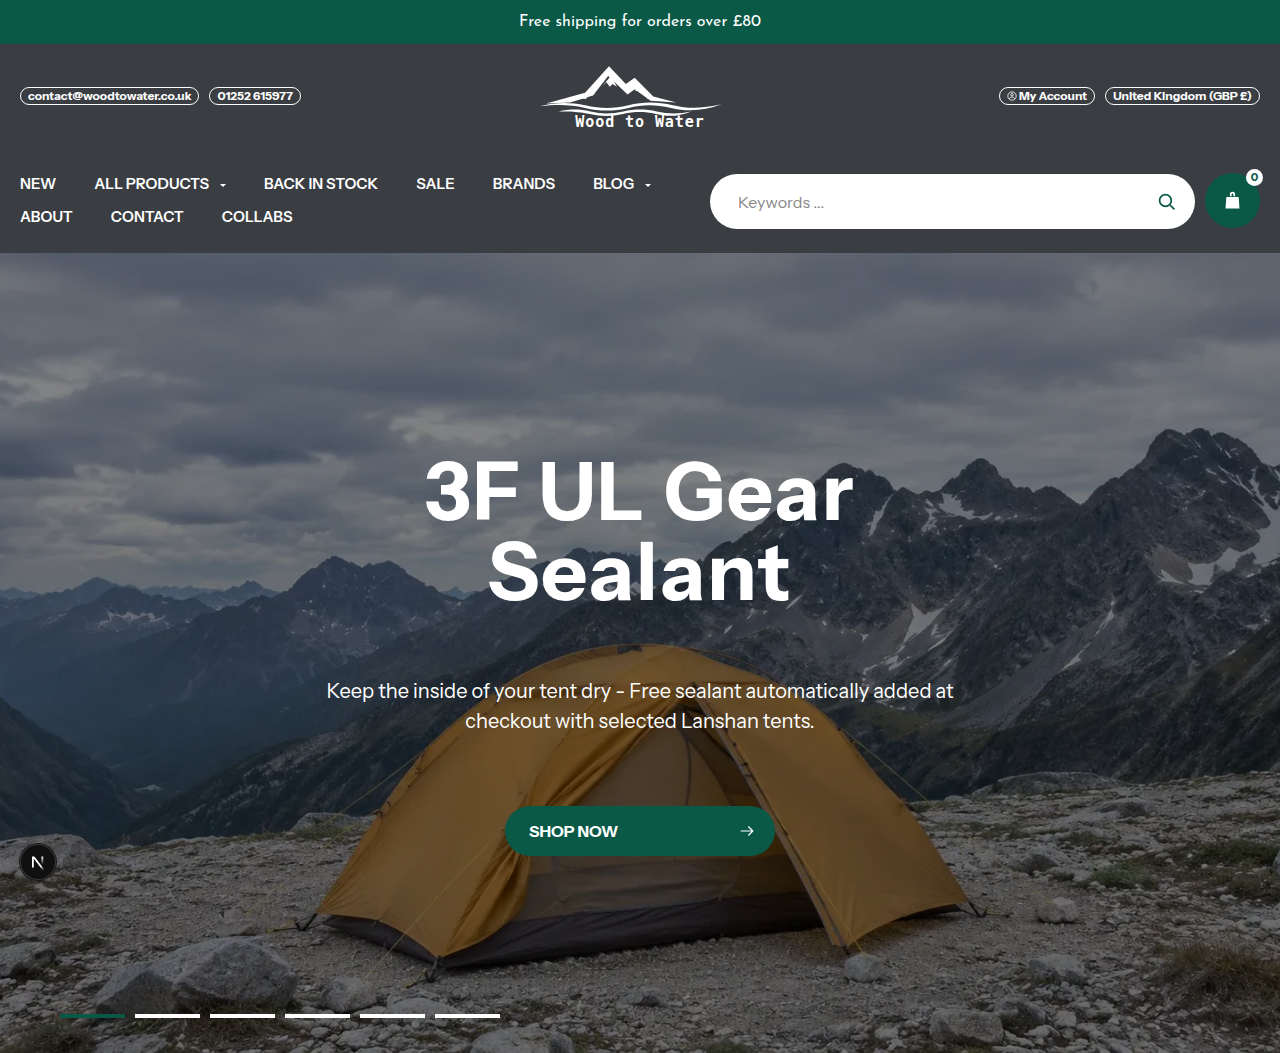 Free shipping for orders over £80
contact@woodtowater.co.uk
01252 615977
Wood to Water
My Account
United Kingdom (GBP £)
NEW
ALL PRODUCTS
BACK IN STOCK
SALE
BRANDS
BLOG
ABOUT
CONTACT
COLLABS
Keywords ...
0
3F UL Gear
Sealant
Keep the inside of your tent dry - Free sealant automatically added at
checkout with selected Lanshan tents.
SHOP NOW
N